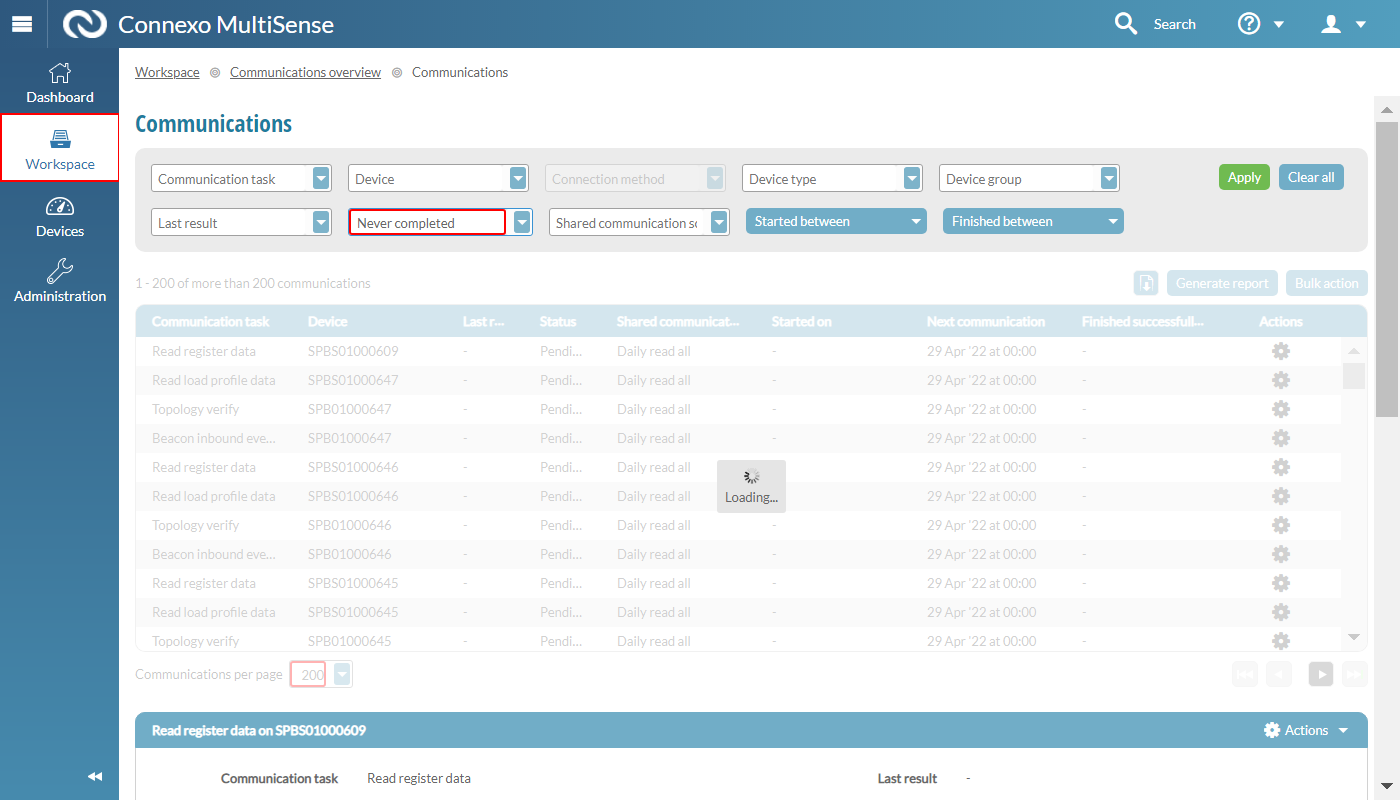 Connexo MultiSense
Search
Dashboard
Workspace
Devices
Administration
Workspace Communications overview Communications
Communications
Communication task Device Connection method Device type Device group Apply Clear all
Last result Never completed Shared communication sc Started between Finished between
1 - 200 of more than 200 communications Generate report Bulk action
Communication task Device Last r... Status Shared communicat... Started on Next communication Finished successfull... Actions
Read register data SPBS01000609 - Pendi... Daily read all - 29 Apr '22 at 00:00 -
Read load profile data SPBS01000647 - Pendi... Daily read all - 29 Apr '22 at 00:00 -
Topology verify SPB01000647 - Pendi... Daily read all - 29 Apr '22 at 00:00 -
Beacon inbound eve... SPB01000647 - Pendi... Daily read all - 29 Apr '22 at 00:00 -
Read register data SPBS01000646 - Pendi... Daily read all - 29 Apr '22 at 00:00 -
Read load profile data SPBS01000646 - Pendi... Daily read all - 29 Apr '22 at 00:00 -
Loading...
Topology verify SPB01000646 - Pendi... Daily read all - 29 Apr '22 at 00:00 -
Beacon inbound eve... SPB01000646 - Pendi... Daily read all - 29 Apr '22 at 00:00 -
Read register data SPBS01000645 - Pendi... Daily read all - 29 Apr '22 at 00:00 -
Read load profile data SPBS01000645 - Pendi... Daily read all - 29 Apr '22 at 00:00 -
Topology verify SPB01000645 - Pendi... Daily read all - 29 Apr '22 at 00:00 -
Communications per page 200
Read register data on SPBS01000609 Actions
Communication task Read register data Last result -